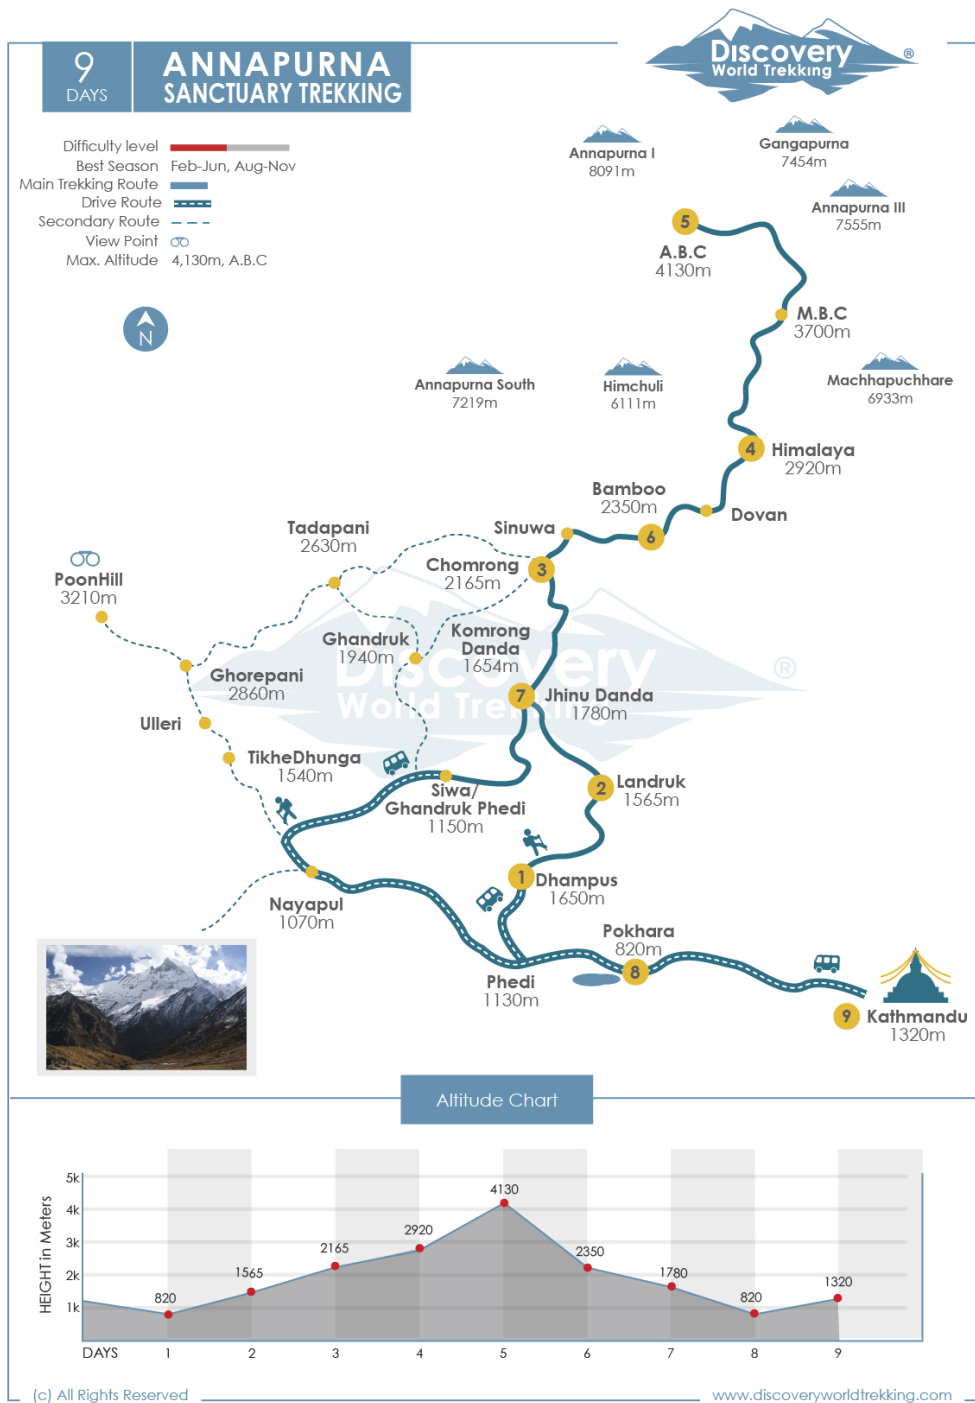 9
DAYS
ANNAPURNA
SANCTUARY TREKKING
Discovery
World Trekking
®
Difficulty level
Best Season Feb-Jun, Aug-Nov
Main Trekking Route
Drive Route
Secondary Route
View Point
Max. Altitude 4,130m, A.B.C
N
Annapurna I
8091m
Gangapurna
7454m
Annapurna III
7555m
5
A.B.C
4130m
M.B.C
3700m
Annapurna South
7219m
Himchuli
6111m
Machhapuchhare
6933m
4
Himalaya
2920m
Bamboo
2350m
6
Dovan
Sinuwa
Tadapani
2630m
Chomrong
2165m
3
PoonHill
3210m
Ghandruk
1940m
Komrong
Danda
1654m
Discovery
World Trekking
®
Ghorepani
2860m
7
Jhinu Danda
1780m
Ulleri
TikheDhunga
1540m
Siwa/
Ghandruk Phedi
1150m
2
Landruk
1565m
1
Dhampus
1650m
Nayapul
1070m
Pokhara
820m
8
Phedi
1130m
9
Kathmandu
1320m
Altitude Chart
HEIGHT in Meters
5k
4k
3k
2k
1k
820
1565
2165
2920
4130
2350
1780
820
1320
DAYS 1 2 3 4 5 6 7 8 9
(c) All Rights Reserved
www.discoveryworldtrekking.com